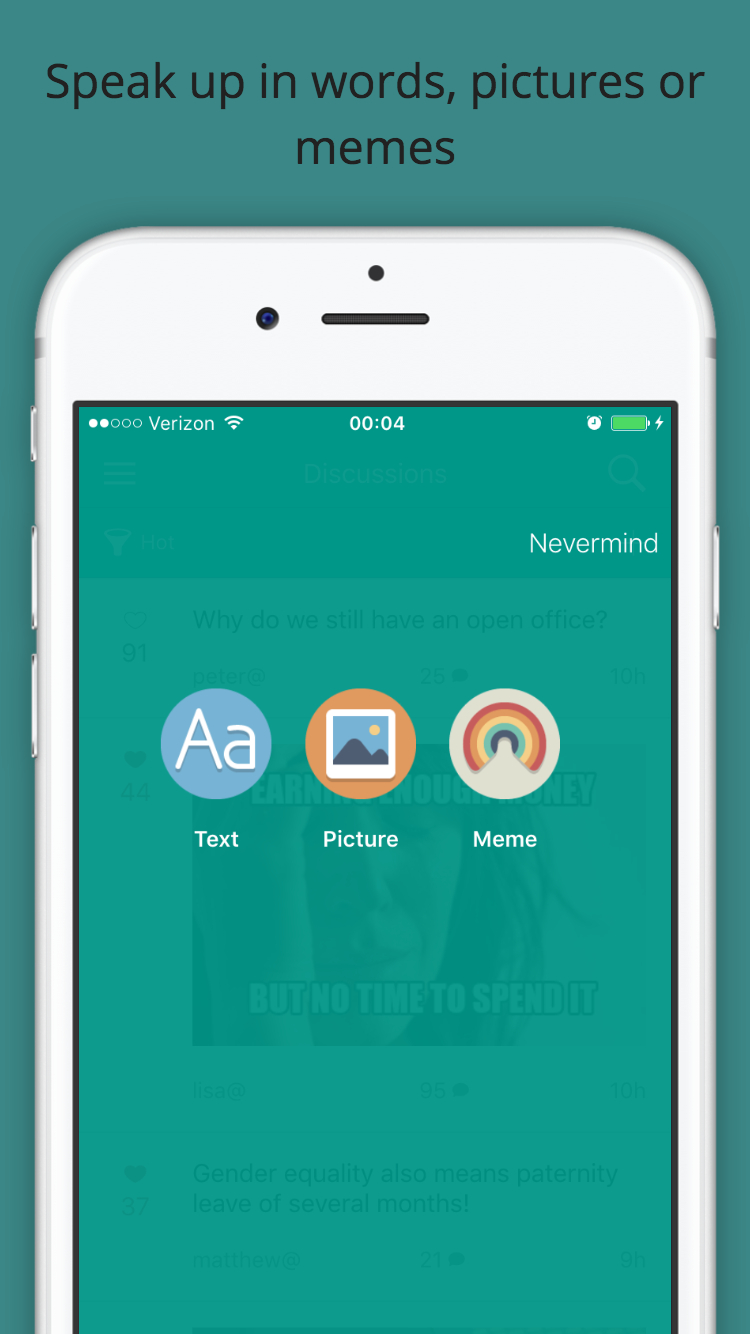 Speak up in words, pictures or
memes
Verizon 00:04
Discussions
Hot
Nevermind
Why do we still have an open office?
91
peter@ 26 10h
44
EARNING ENOUGH MONEY
Aa
Text Picture Meme
BUT NO TIME TO SPEND IT
lisa@ 95 10h
Gender equality also means paternity
37
leave of several months!
matthew@ 21 9h